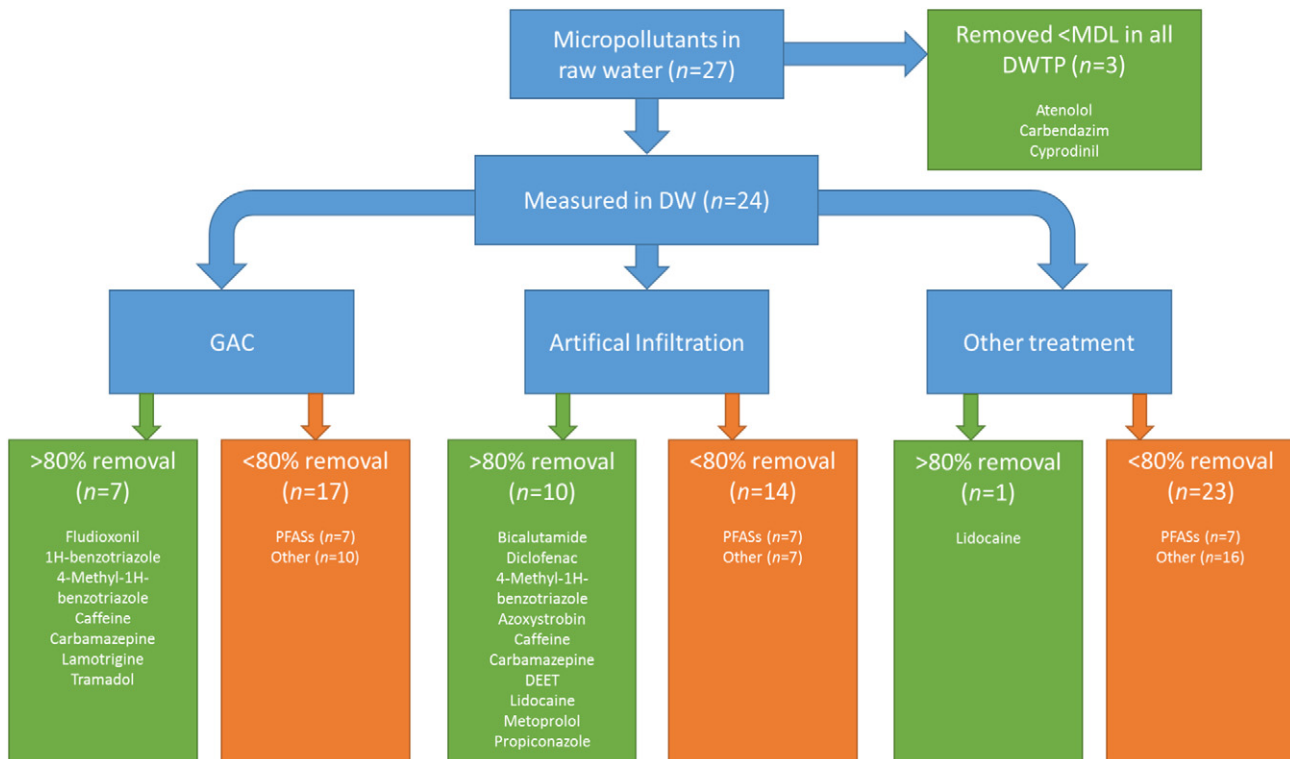 Micropollutants in
raw water (n=27)
Removed <MDL in all
DWTP (n=3)
Atenolol
Carbendazim
Cyprodinil
Measured in DW (n=24)
GAC
Artifical Infiltration
Other treatment
>80% removal
(n=7)
Fludioxonil
1H-benzotriazole
4-Methyl-1H-
benzotriazole
Caffeine
Carbamazepine
Lamotrigine
Tramadol
<80% removal
(n=17)
PFASs (n=7)
Other (n=10)
>80% removal
(n=10)
Bicalutamide
Diclofenac
4-Methyl-1H-
benzotriazole
Azoxystrobin
Caffeine
Carbamazepine
DEET
Lidocaine
Metoprolol
Propiconazole
<80% removal
(n=14)
PFASs (n=7)
Other (n=7)
>80% removal
(n=1)
Lidocaine
<80% removal
(n=23)
PFASs (n=7)
Other (n=16)